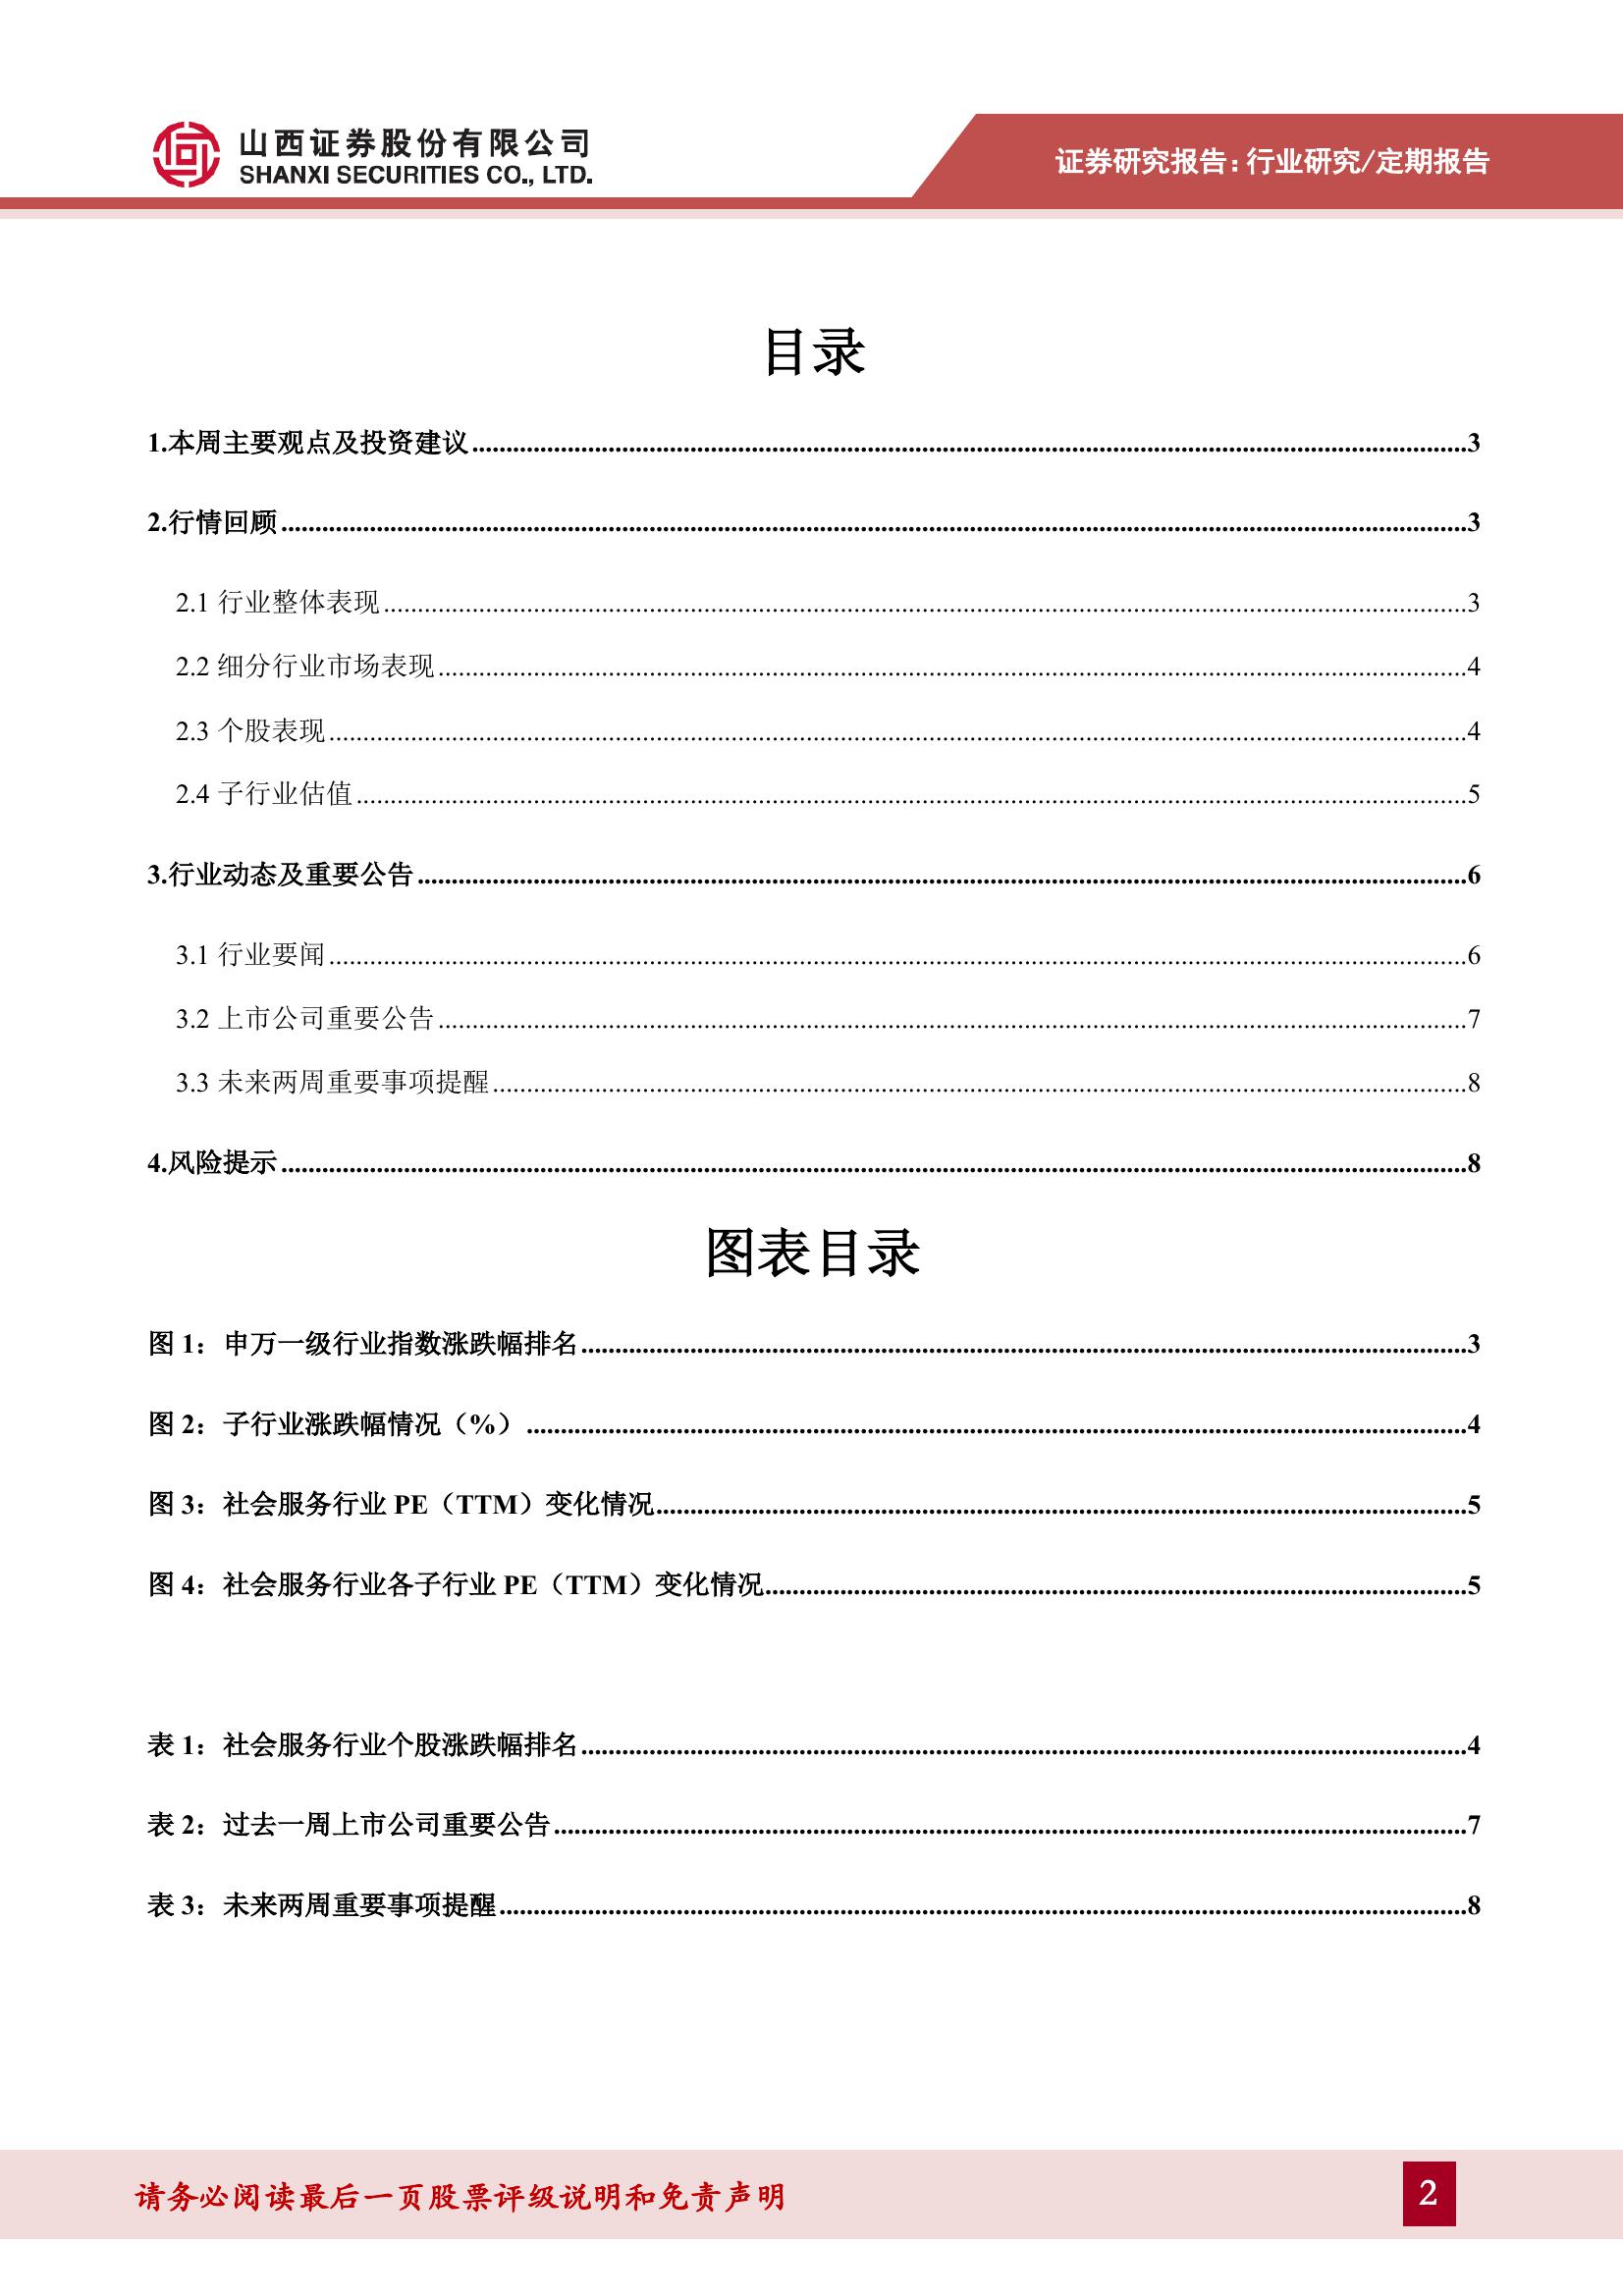 山西证券股份有限公司
SHANXI SECURITIES CO., LTD.
证券研究报告：行业研究/定期报告
目录
1.本周主要观点及投资建议....................3
2.行情回顾....................3
2.1 行业整体表现....................3
2.2 细分行业市场表现....................4
2.3 个股表现....................4
2.4 子行业估值....................5
3.行业动态及重要公告....................6
3.1 行业要闻....................6
3.2 上市公司重要公告....................7
3.3 未来两周重要事项提醒....................8
4.风险提示....................8
图表目录
图 1：申万一级行业指数涨跌幅排名....................3
图 2：子行业涨跌幅情况（%）....................4
图 3：社会服务行业 PE（TTM）变化情况....................5
图 4：社会服务行业各子行业 PE（TTM）变化情况....................5
表 1：社会服务行业个股涨跌幅排名....................4
表 2：过去一周上市公司重要公告....................7
表 3：未来两周重要事项提醒....................8
请务必阅读最后一页股票评级说明和免责声明
2